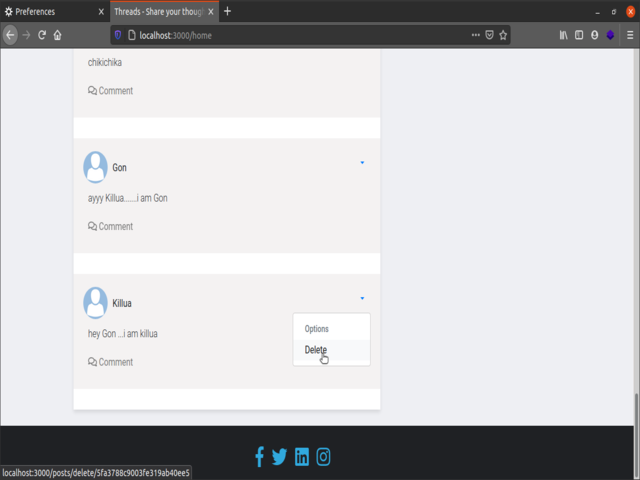 Preferences
Threads - Share your thoug
localhost:3000/home
chikichika
Comment
Gon
ayyy Killua......i am Gon
Comment
Killua
hey Gon ...i am killua
Options
Delete
Comment
localhost:3000/posts/delete/5fa3788c9003fe319ab40ee5